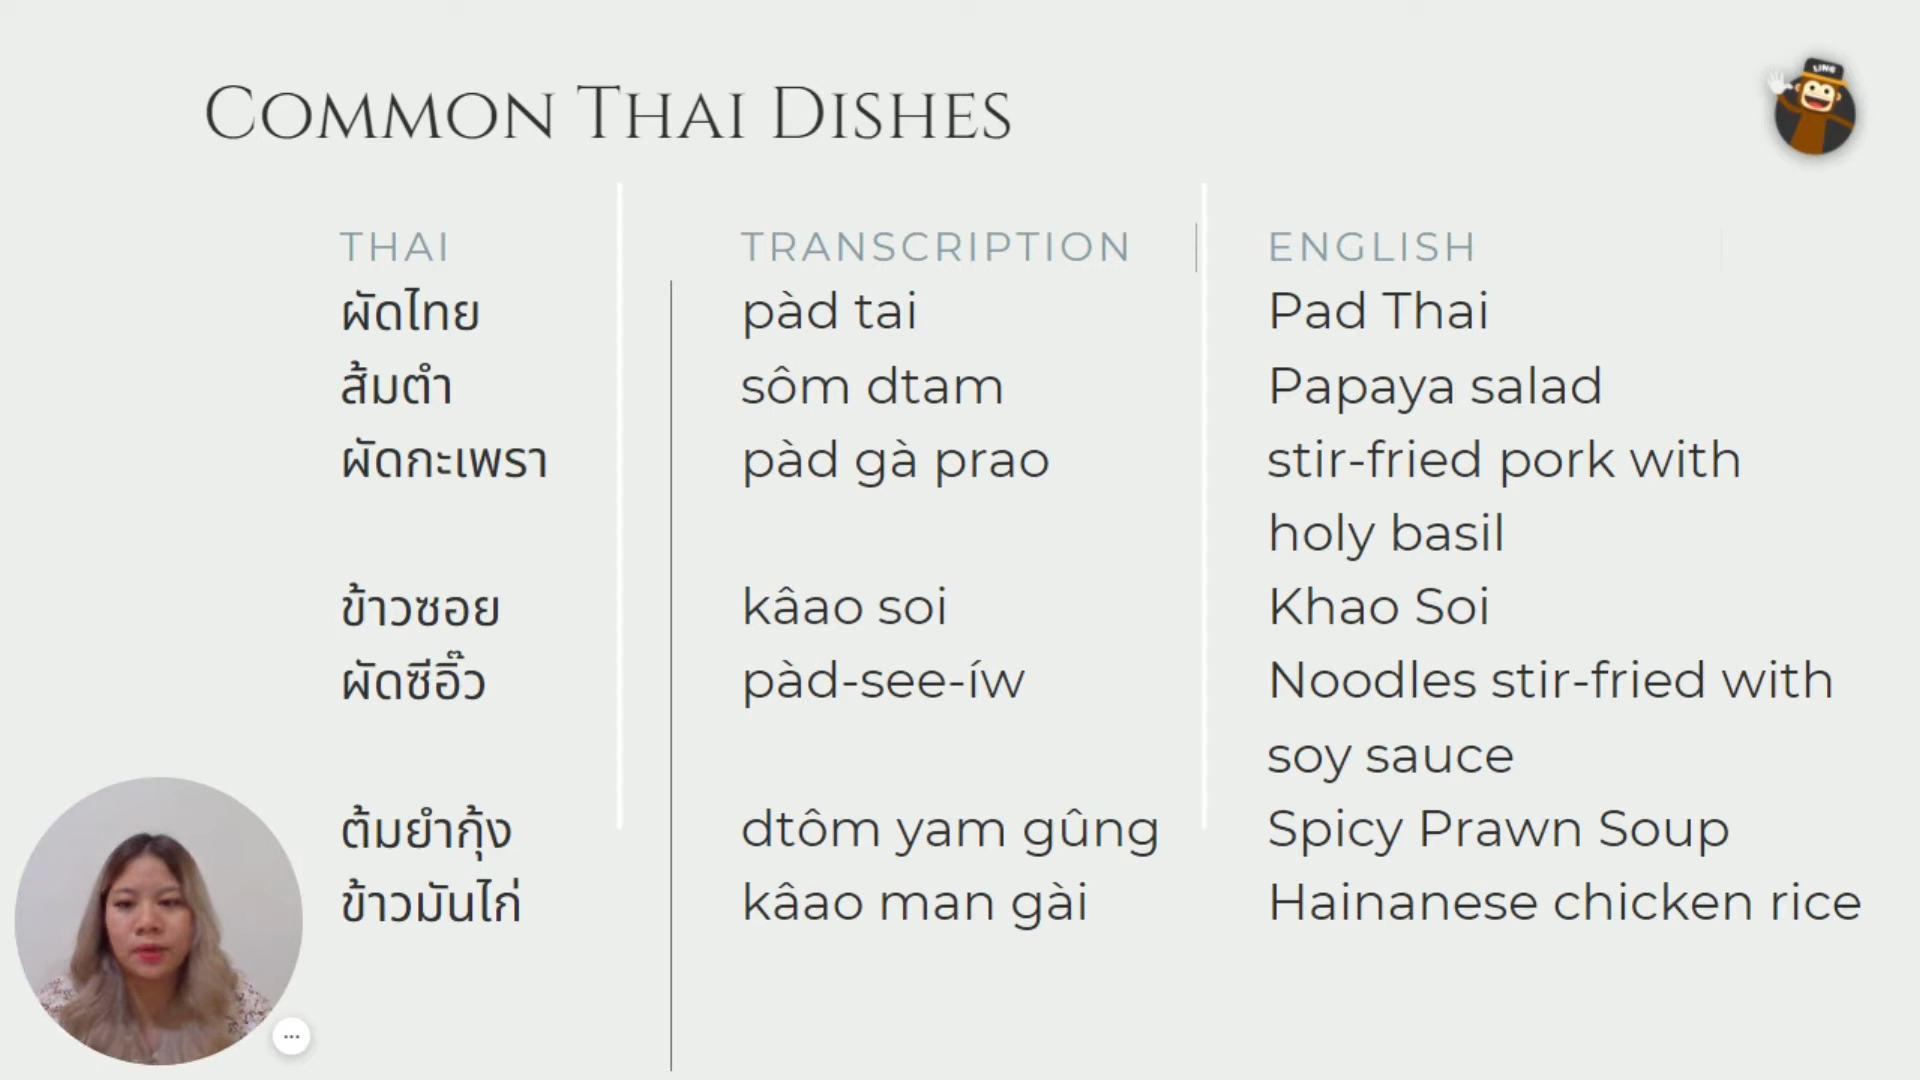 COMMON THAI DISHES
LING
THAI TRANSCRIPTION ENGLISH
ผัดไทย pàd tai Pad Thai
ส้มตำ sôm dtam Papaya salad
ผัดกะเพรา pàd gà prao stir-fried pork with
holy basil
ข้าวซอย kâao soi Khao Soi
ผัดซีอิ๊ว pàd-see-íw Noodles stir-fried with
soy sauce
ต้มยำกุ้ง dtôm yam gûng Spicy Prawn Soup
ข้าวมันไก่ kâao man gài Hainanese chicken rice